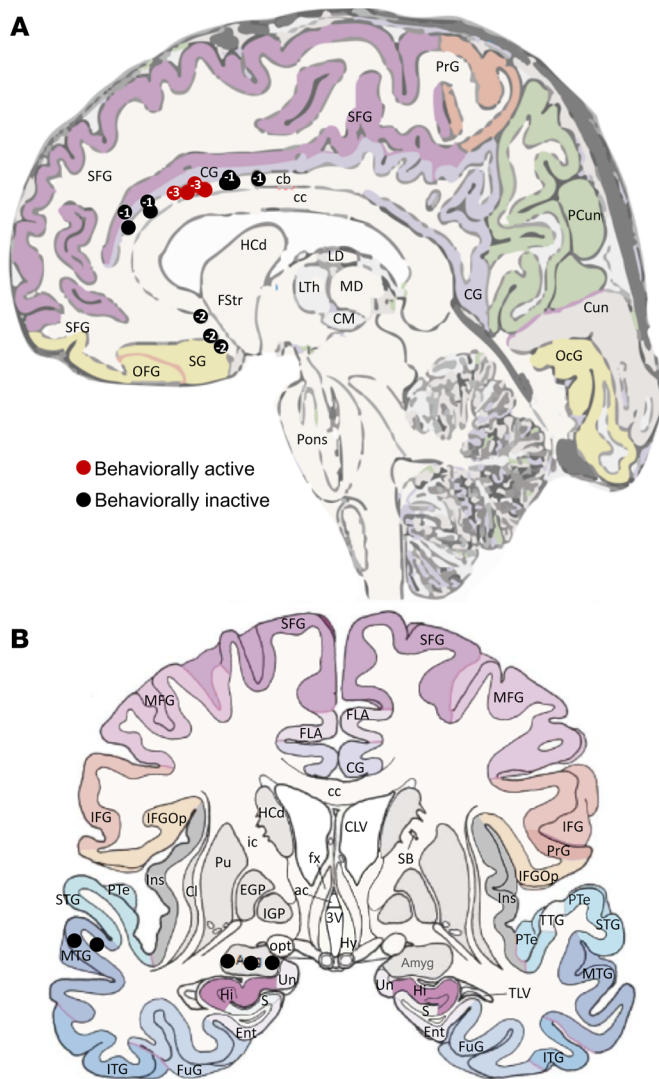 A
PrG
SFG
SFG
CG
-1
-1
-3
-3
cb
-1
-1
cc
PCun
HCd
LD
LTh
MD
FStr
CG
CM
Cun
-2
SFG
-2
-2
OcG
SG
OFG
Pons
Behaviorally active
Behaviorally inactive
B
SFG
SFG
MFG
MFG
FLA
FLA
CG
cc
IFG
IFGOp
HCd
CLV
IFG
ic
PrG
Pu
fx
SB
IFGOp
Ins
Cl
EGP
Ins
PTe
PTe
STG
ac
TTG
STG
IGP
3V
PTe
MTG
opt
Hy
Amyg
MTG
Un
Un
Hi
Hi
TLV
S
S
Ent
Ent
ITG
FuG
FuG
ITG